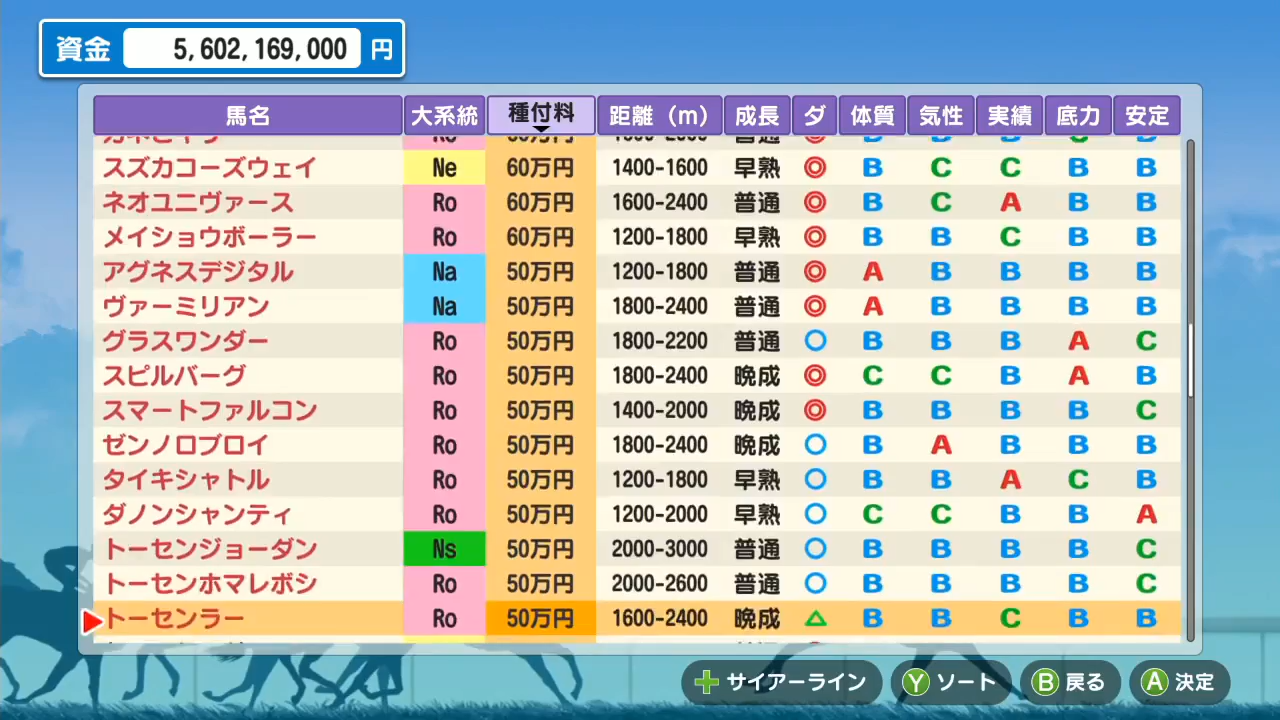 資金 5,602,169,000 円
馬名 大系統 種付料 距離（m） 成長 ダ 体質 気性 実績 底力 安定
スズカコーズウェイ Ne 60万円 1400-1600 早熟 ◎ B C C B B
ネオユニヴァース Ro 60万円 1600-2400 普通 ◎ B C A B B
メイショウボーラー Ro 60万円 1200-1800 早熟 ◎ B B C B B
アグネスデジタル Na 50万円 1200-1800 普通 ◎ A B B B B
ヴァーミリアン Na 50万円 1800-2400 普通 ◎ A B B B B
グラスワンダー Ro 50万円 1800-2200 普通 ○ B B B A C
スピルバーグ Ro 50万円 1800-2400 晩成 ◎ C C B A B
スマートファルコン Ro 50万円 1400-2000 晩成 ◎ B B B B C
ゼンノロブロイ Ro 50万円 1800-2400 晩成 ○ B A B B B
タイキシャトル Ro 50万円 1200-1800 早熟 ○ B B A C B
ダノンシャンティ Ro 50万円 1200-2000 早熟 ○ C C B B A
トーセンジョーダン Ns 50万円 2000-3000 普通 ○ B B B B C
トーセンホマレボシ Ro 50万円 2000-2600 普通 ○ B B B B C
トーセンラー Ro 50万円 1600-2400 晩成 △ B B C B B
サイアーライン Y ソート B 戻る A 決定